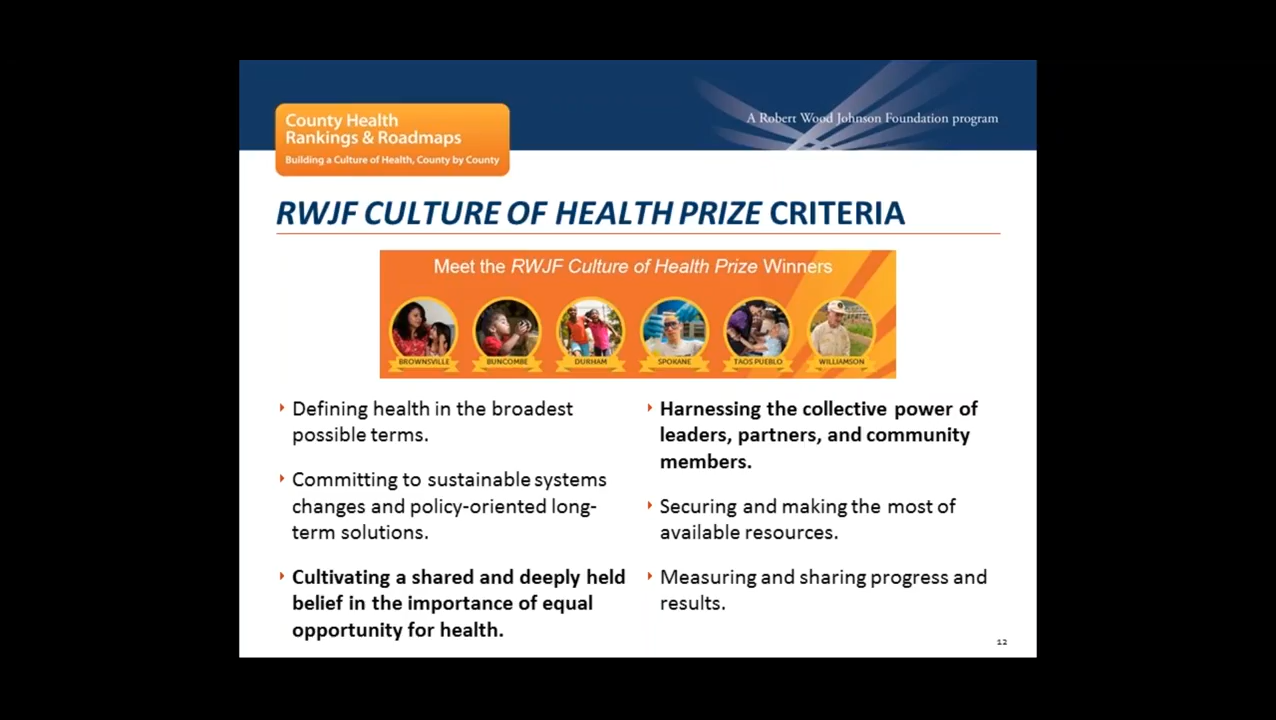 County Health
Rankings & Roadmaps
Building a Culture of Health, County by County
A Robert Wood Johnson Foundation program
RWJF CULTURE OF HEALTH PRIZE CRITERIA
Meet the RWJF Culture of Health Prize Winners
BROWNSVILLE
BUNCOMBE
DURHAM
SPOKANE
TAOS PUEBLO
WILLIAMSON
Defining health in the broadest
possible terms.
Committing to sustainable systems
changes and policy-oriented long-
term solutions.
Cultivating a shared and deeply held
belief in the importance of equal
opportunity for health.
Harnessing the collective power of
leaders, partners, and community
members.
Securing and making the most of
available resources.
Measuring and sharing progress and
results.
12